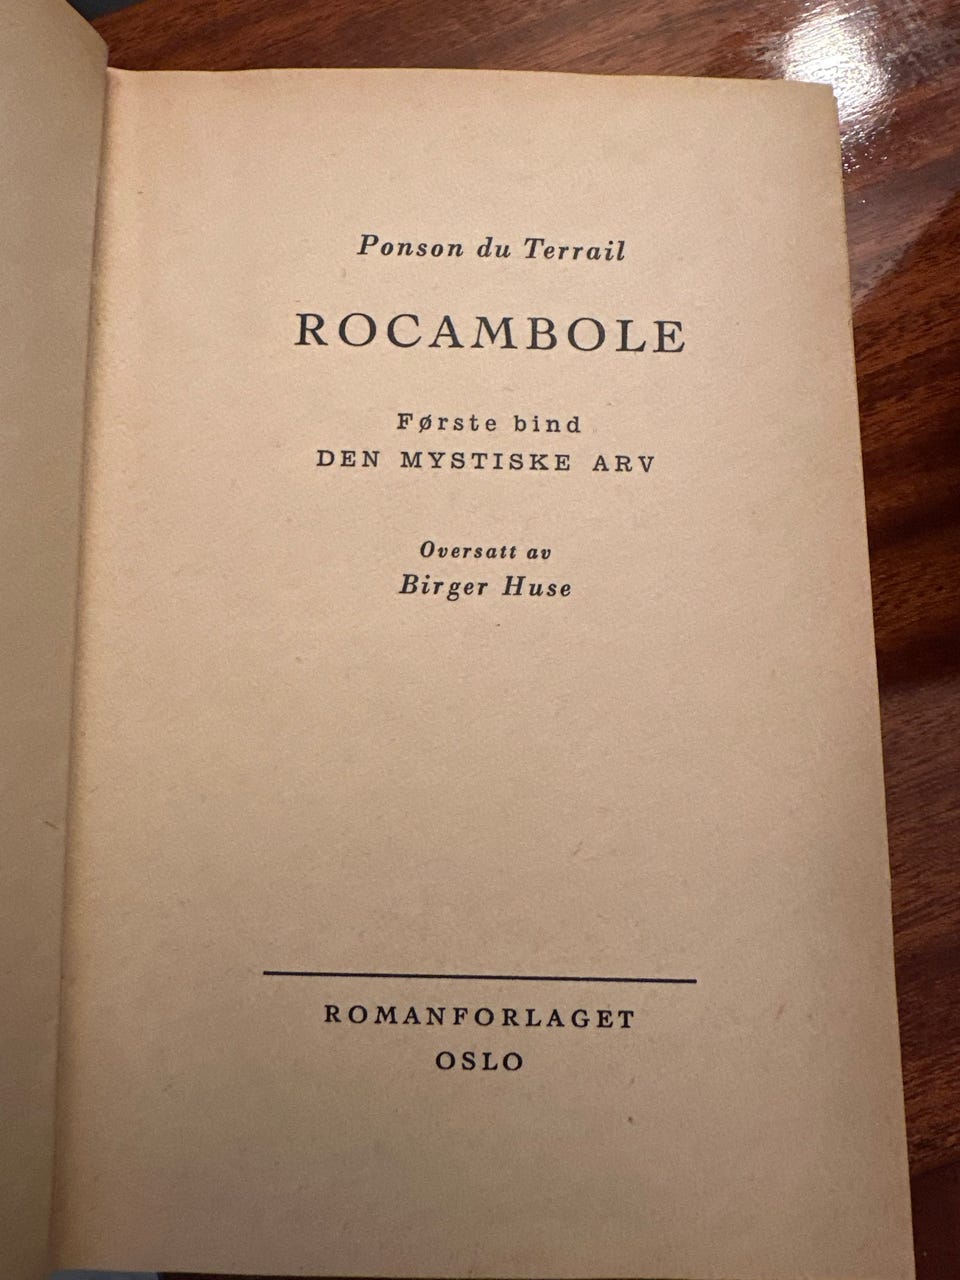 Ponson du Terrail
ROCAMBOLE
Første bind
DEN MYSTISKE ARV
Oversatt av
Birger Huse
ROMANFORLAGET
OSLO